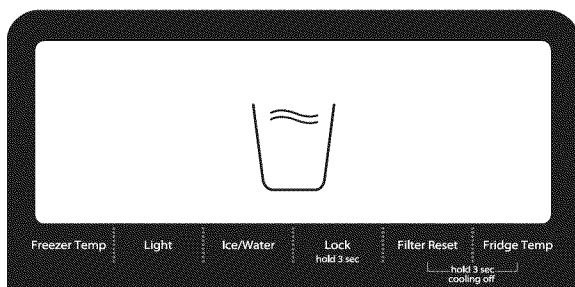 Freezer Temp Light Ice/Water Lock Filter Reset Fridge Temp
hold 3 sec
hold 3 sec
cooling off